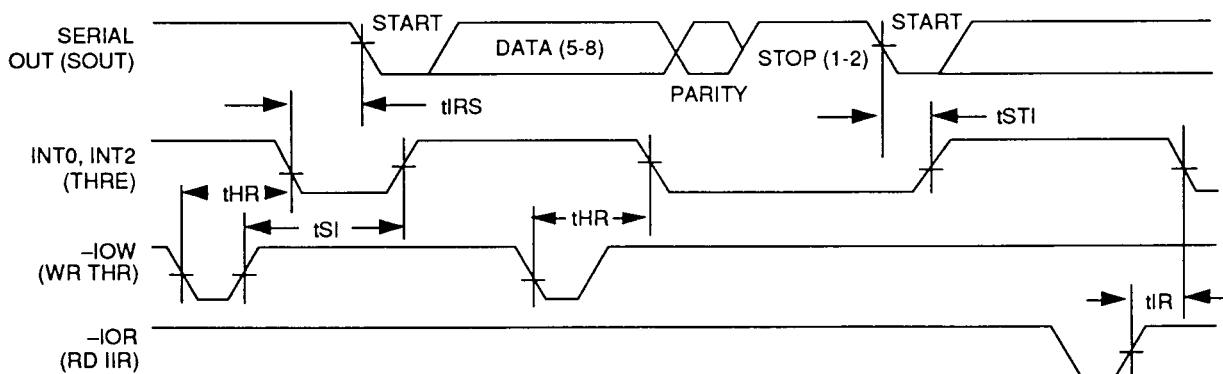 START
START
SERIAL
OUT (SOUT)
DATA (5-8)
STOP (1-2)
PARITY
tIRS
tSTI
INT0, INT2
(THRE)
tHR
tHR
tSI
–IOW
(WR THR)
tIR
–IOR
(RD IIR)